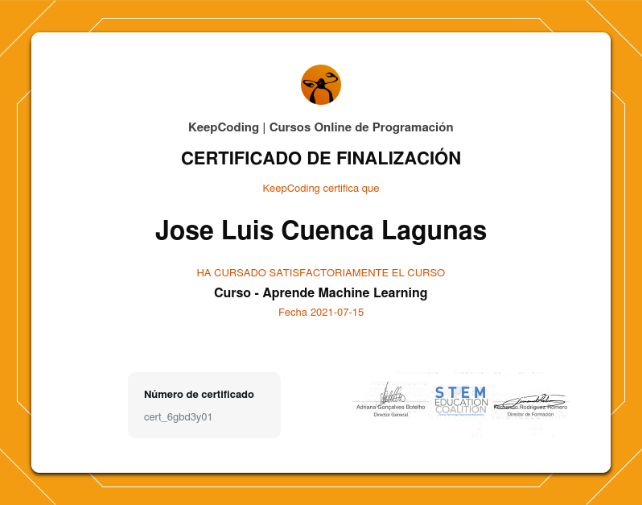 KeepCoding | Cursos Online de Programación
CERTIFICADO DE FINALIZACIÓN
KeepCoding certifica que
Jose Luis Cuenca Lagunas
HA CURSADO SATISFACTORIAMENTE EL CURSO
Curso - Aprende Machine Learning
Fecha 2021-07-15
Número de certificado
cert_6gbd3y01
Adriana Gonçalves Botelho
Director General
STEM
EDUCATION
COALITION
Fernando Rodríguez Romero
Director de Formación